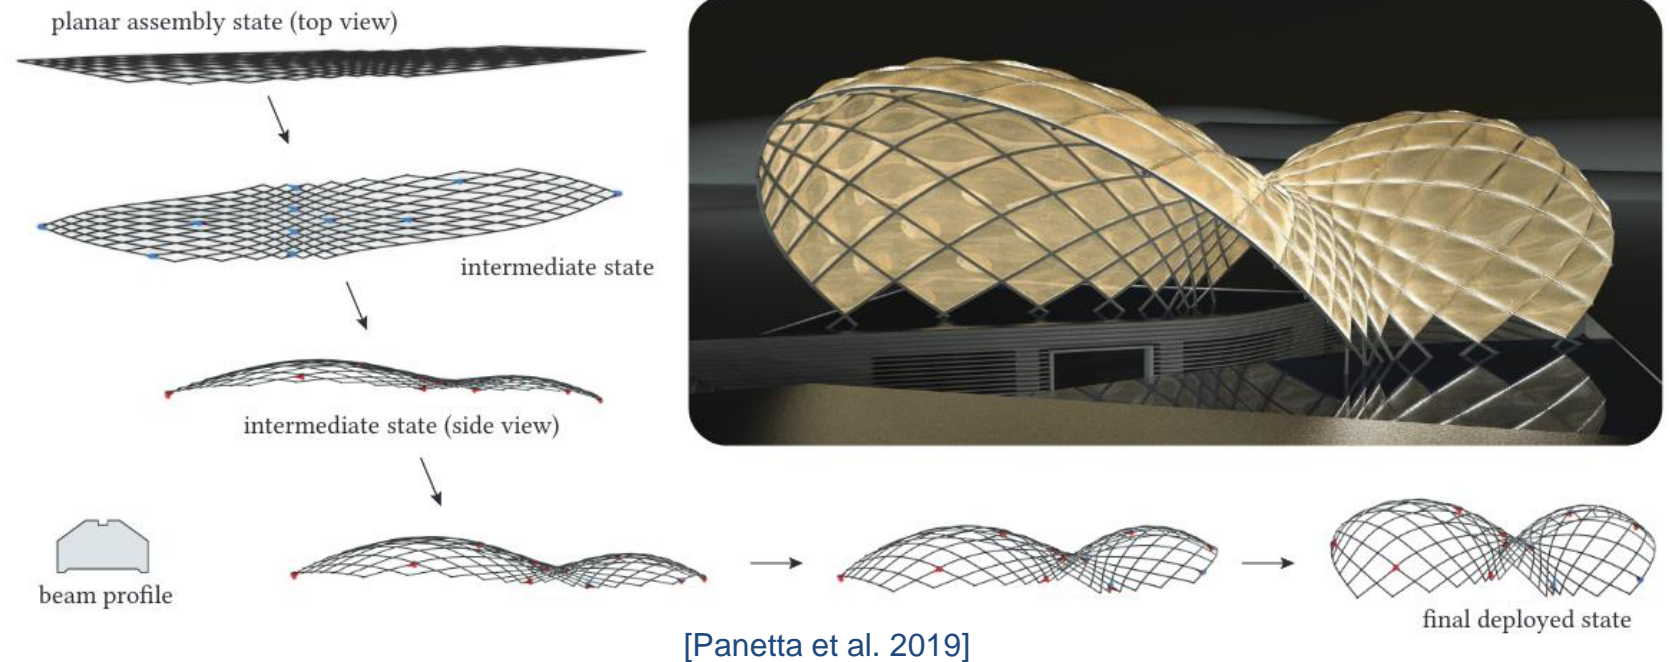 planar assembly state (top view)
intermediate state
intermediate state (side view)
beam profile
final deployed state
[Panetta et al. 2019]